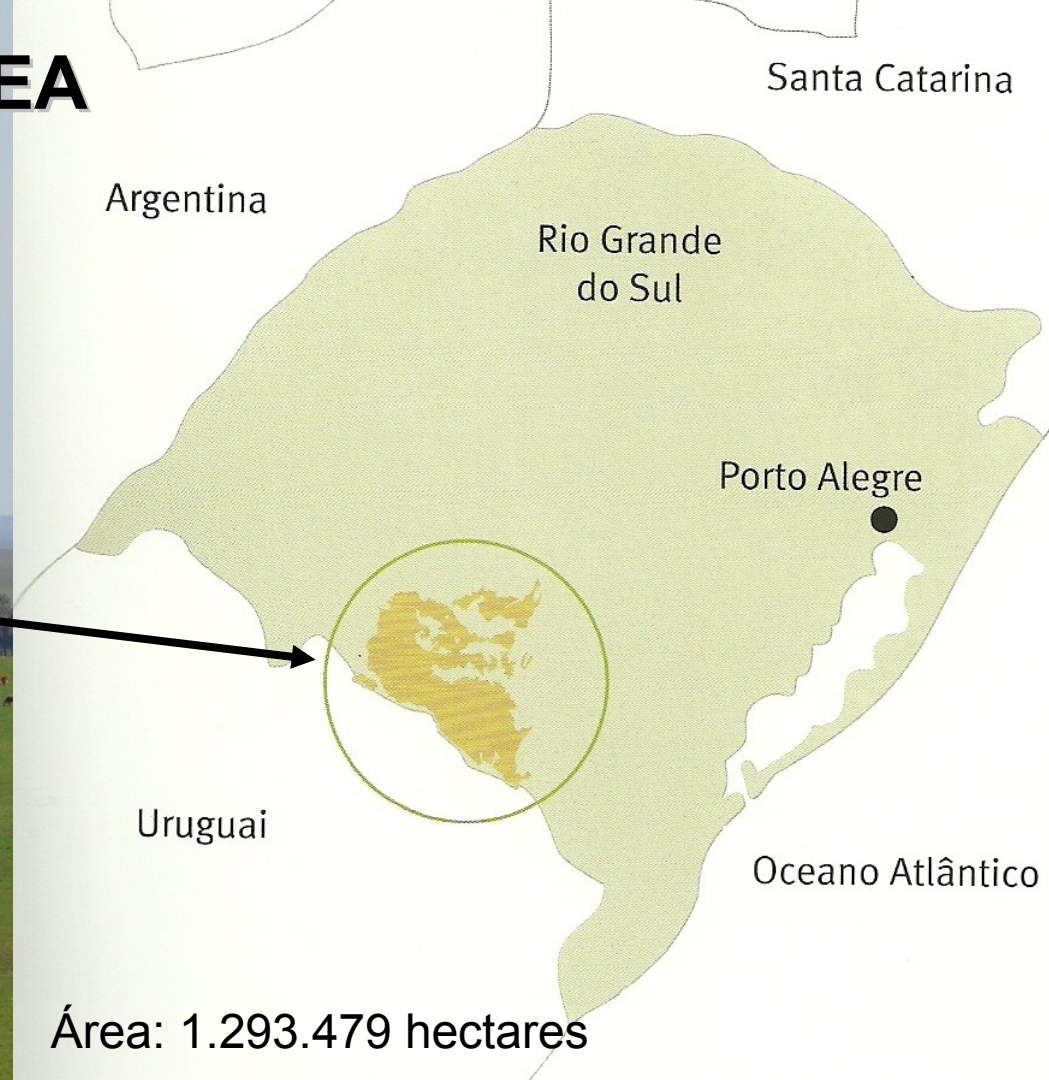 EA
Santa Catarina
Argentina
Rio Grande
do Sul
Porto Alegre
Uruguai
Oceano Atlântico
Área: 1.293.479 hectares